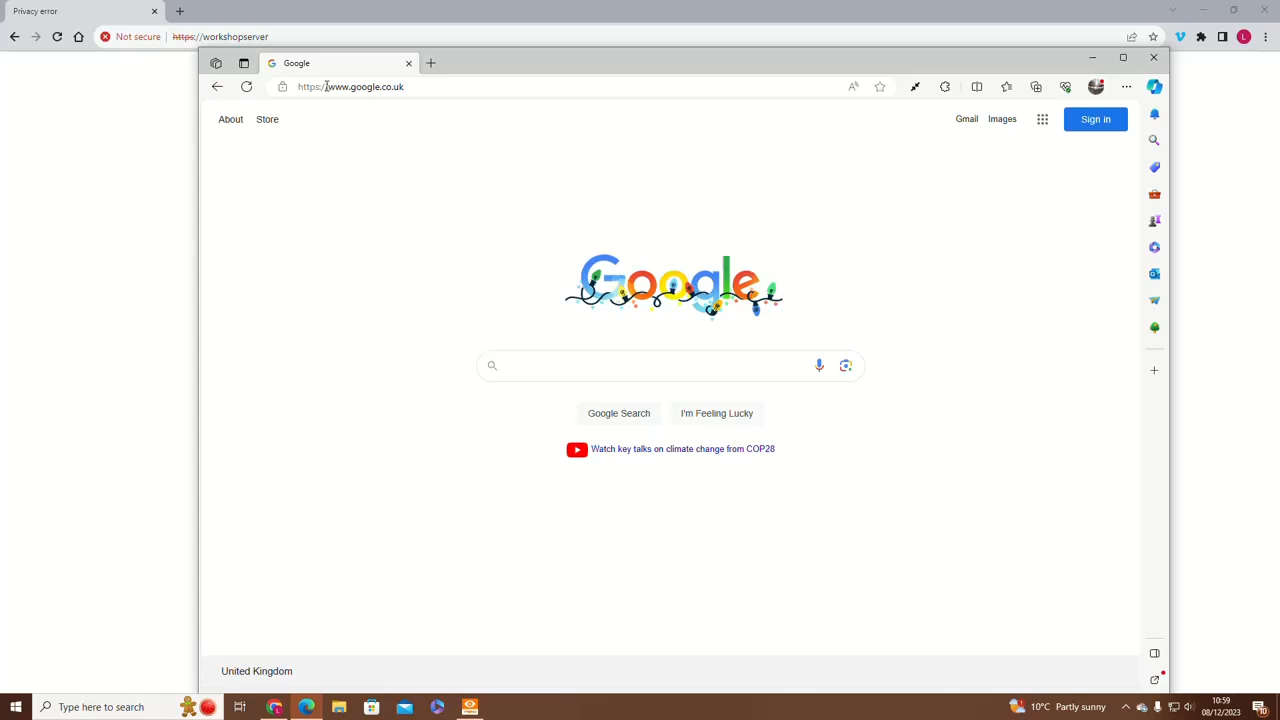 Privacy error
Not secure https://workshopserver
L
Google
https://www.google.co.uk
About Store
Gmail Images Sign in
Google
Google Search I'm Feeling Lucky
Watch key talks on climate change from COP28
United Kingdom
Type here to search
10°C Partly sunny
10:59
08/12/2023